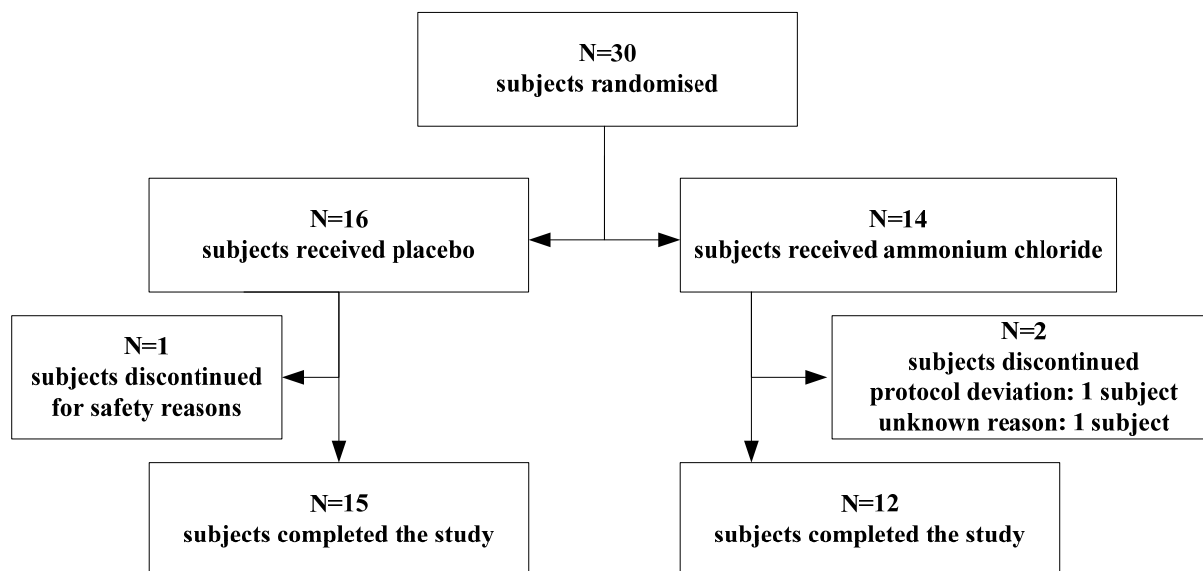 N=30
subjects randomised
N=16
subjects received placebo
N=14
subjects received ammonium chloride
N=1
subjects discontinued
for safety reasons
N=2
subjects discontinued
protocol deviation: 1 subject
unknown reason: 1 subject
N=15
subjects completed the study
N=12
subjects completed the study